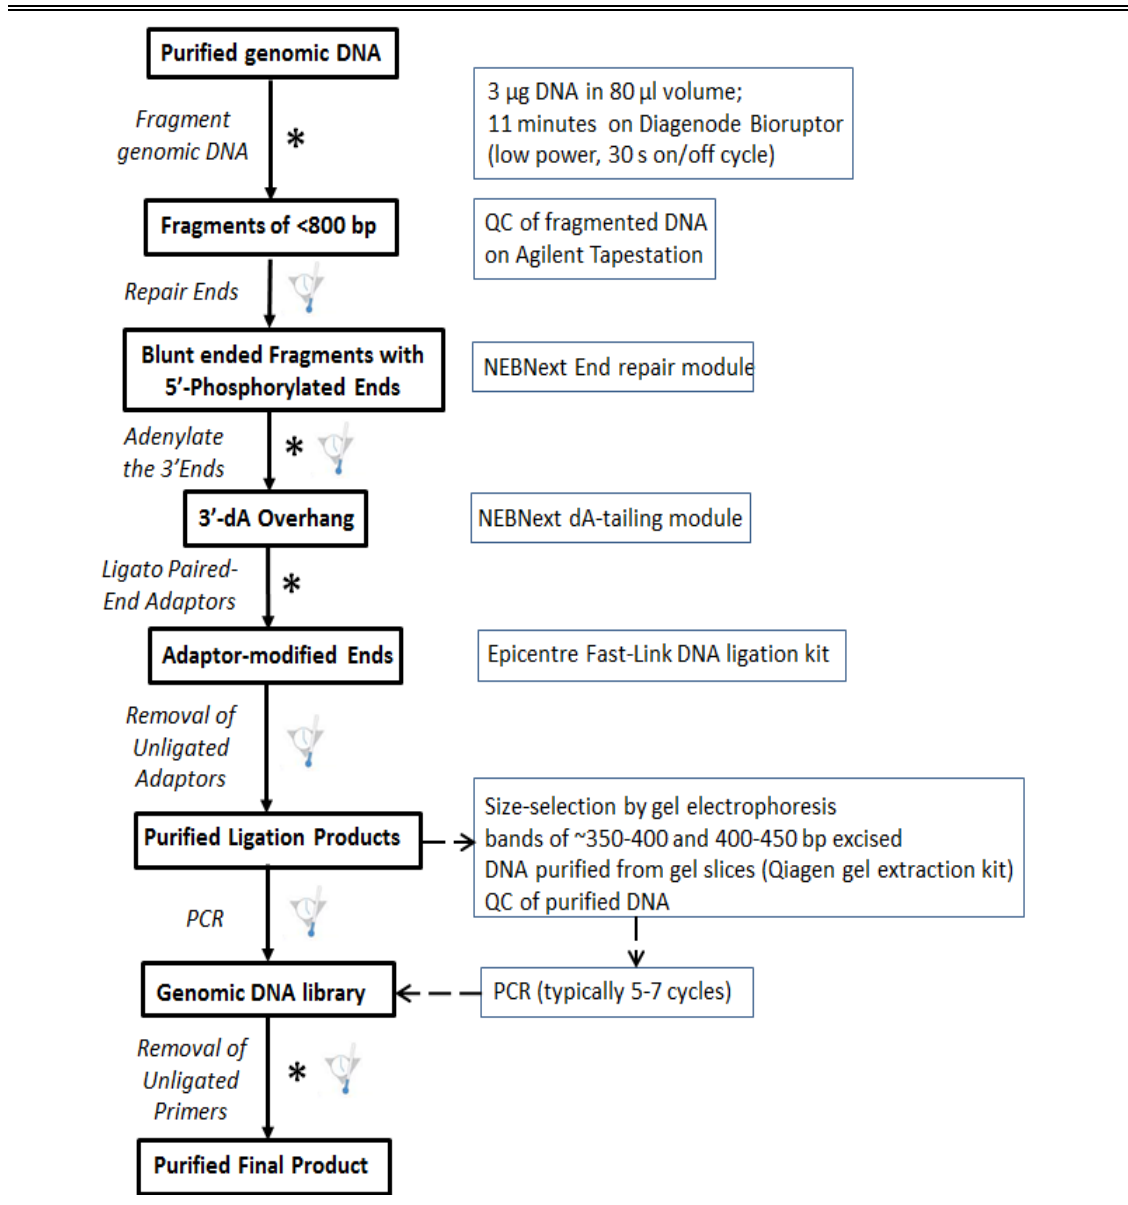 Purified genomic DNA
3 µg DNA in 80 µl volume;
11 minutes on Diagenode Bioruptor
(low power, 30 s on/off cycle)
Fragment
genomic DNA
*
Fragments of <800 bp
QC of fragmented DNA
on Agilent Tapestation
Repair Ends
Blunt ended Fragments with
5’-Phosphorylated Ends
NEBNext End repair module
Adenylate
the 3’Ends
*
3’-dA Overhang
NEBNext dA-tailing module
Ligato Paired-
End Adaptors
*
Adaptor-modified Ends
Epicentre Fast-Link DNA ligation kit
Removal of
Unligated
Adaptors
Purified Ligation Products
Size-selection by gel electrophoresis
bands of ~350-400 and 400-450 bp excised
DNA purified from gel slices (Qiagen gel extraction kit)
QC of purified DNA
PCR
Genomic DNA library
PCR (typically 5-7 cycles)
Removal of
Unligated
Primers
*
Purified Final Product